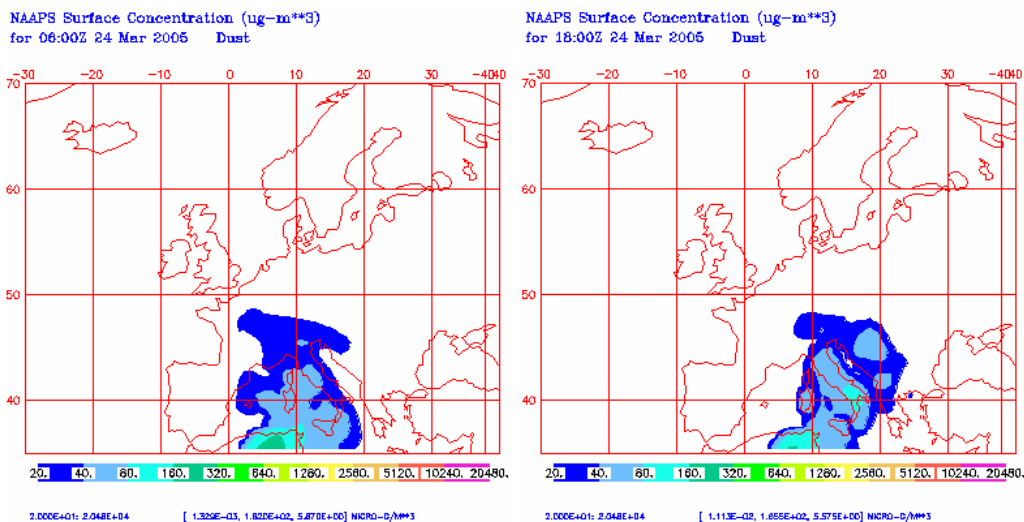 NAAPS Surface Concentration (ug-m**3)
for 06:00Z 24 Mar 2005 Dust
-30 -20 -10 0 10 20 30 -4040
70
60
50
40
20. 40. 60. 160. 320. 640. 1260. 2560. 5120. 10240. 20480.
2.000E+01: 2.048E+04 [ 1.329E-03, 1.820E+02, 5.870E+00] MICRO-G/M**3
NAAPS Surface Concentration (ug-m**3)
for 18:00Z 24 Mar 2005 Dust
-30 -20 -10 0 10 20 30 -4040
70
60
50
40
20. 40. 60. 160. 320. 640. 1260. 2560. 5120. 10240. 20480.
2.000E+01: 2.048E+04 [ 1.113E-02, 1.655E+02, 5.575E+00] MICRO-G/M**3